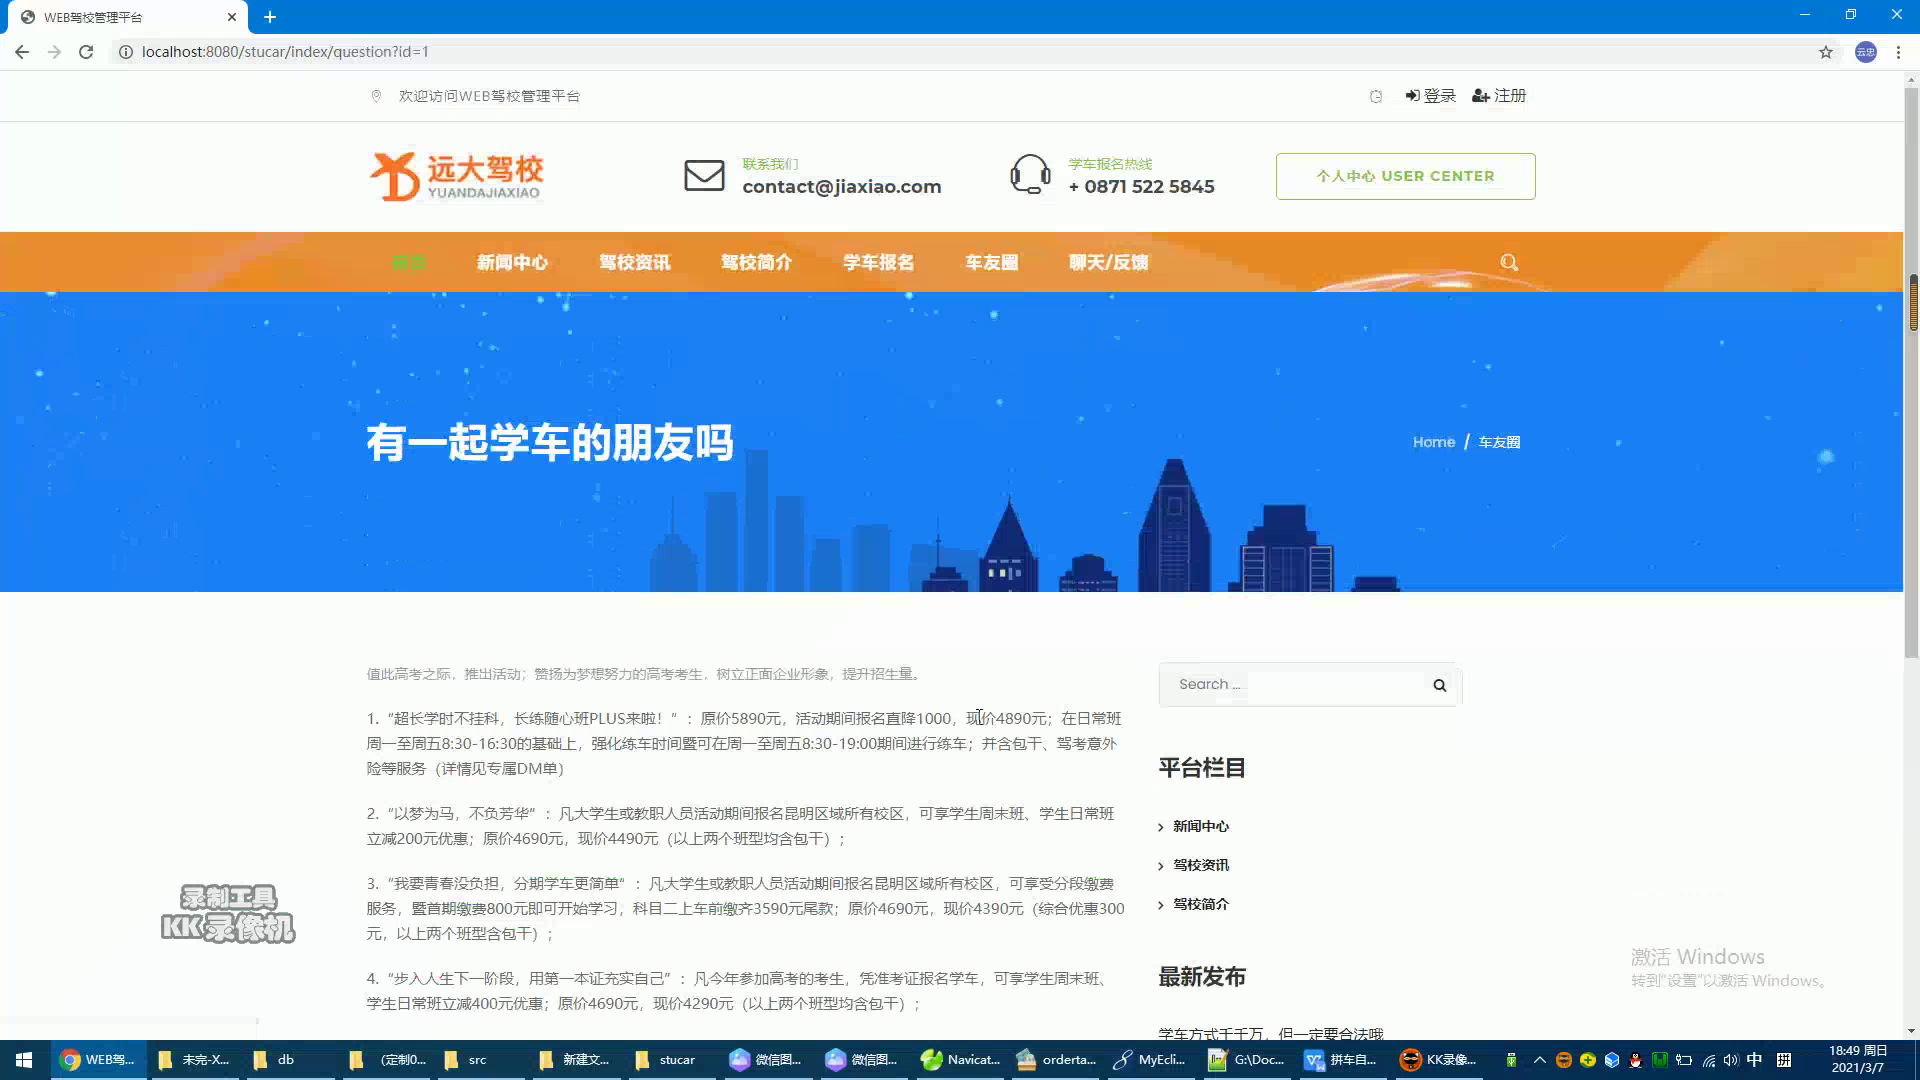 WEB驾校管理平台
localhost:8080/stucar/index/question?id=1
云忠
欢迎访问WEB驾校管理平台
登录
注册
远大驾校
YUANDAJIAXIAO
联系我们
contact@jiaxiao.com
学车报名热线
+ 0871 522 5845
个人中心 USER CENTER
首页
新闻中心
驾校资讯
驾校简介
学车报名
车友圈
聊天/反馈
有一起学车的朋友吗
Home / 车友圈
值此高考之际，推出活动；赞扬为梦想努力的高考考生，树立正面企业形象，提升招生量。
1.“超长学时不挂科，长练随心班PLUS来啦！”：原价5890元，活动期间报名直降1000，现价4890元；在日常班
周一至周五8:30-16:30的基础上，强化练车时间暨可在周一至周五8:30-19:00期间进行练车；并含包干、驾考意外
险等服务（详情见专属DM单）
2.“以梦为马，不负芳华”：凡大学生或教职人员活动期间报名昆明区域所有校区，可享学生周末班、学生日常班
立减200元优惠；原价4690元，现价4490元（以上两个班型均含包干）；
3.“我要青春没负担，分期学车更简单”：凡大学生或教职人员活动期间报名昆明区域所有校区，可享受分段缴费
服务，暨首期缴费800元即可开始学习，科目二上车前缴齐3590元尾款；原价4690元，现价4390元（综合优惠300
元，以上两个班型含包干）；
4.“步入人生下一阶段，用第一本证充实自己”：凡今年参加高考的考生，凭准考证报名学车，可享学生周末班、
学生日常班立减400元优惠；原价4690元，现价4290元（以上两个班型均含包干）；
Search ...
平台栏目
新闻中心
驾校资讯
驾校简介
最新发布
学车方式千千万，但一定要合法哦
录制工具
KK录像机
激活 Windows
转到“设置”以激活 Windows。
WEB驾...
未完-X...
db
(定制0...
src
新建文...
stucar
微信图...
微信图...
Navicat...
orderta...
MyEcli...
G:\Doc...
拼车自...
KK录像...
中
拼
18:49 周日
2021/3/7